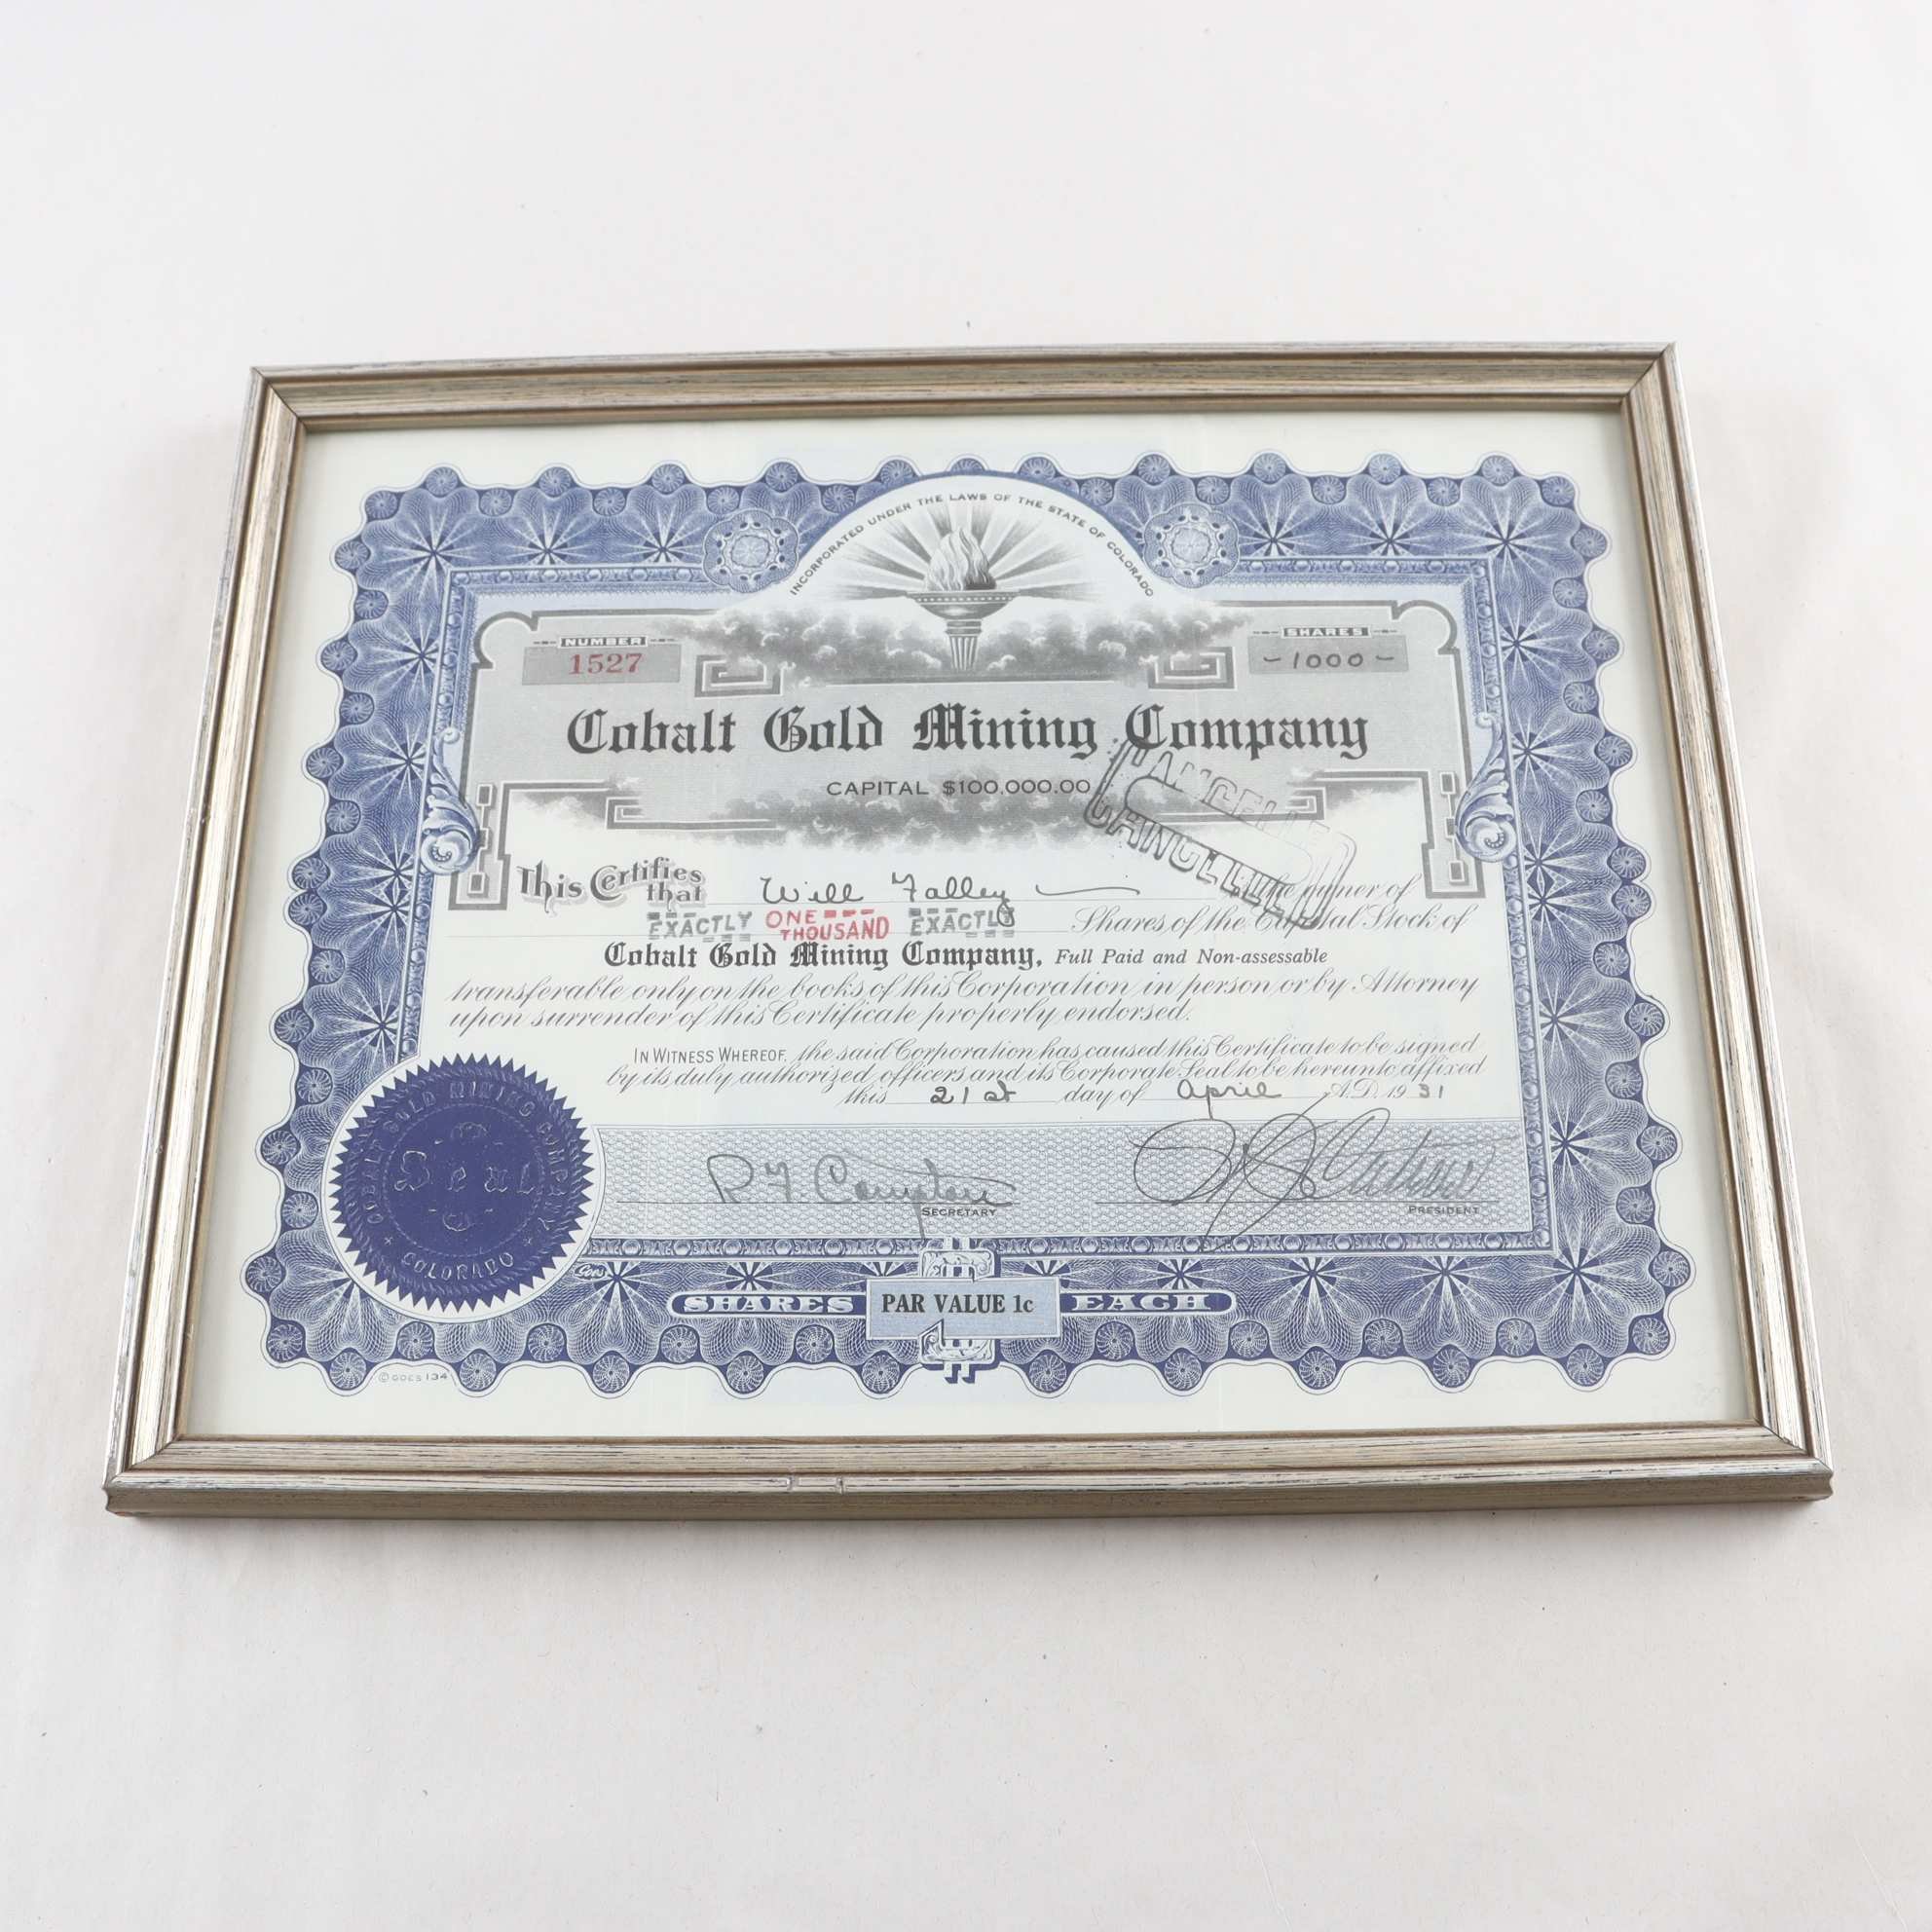 INCORPORATED UNDER THE LAWS OF THE STATE OF COLORADO
NUMBER
1527
SHARES
-1000-
Cobalt Gold Mining Company
CAPITAL $100,000.00
CANCELLED
CANCELLED
This Certifies that Will Falley the owner of
EXACTLY ONE THOUSAND EXACTLY Shares of the Capital Stock of
Cobalt Gold Mining Company, Full Paid and Non-assessable
transferable only on the books of this Corporation in person or by Attorney
upon surrender of this Certificate properly endorsed.
IN WITNESS WHEREOF, the said Corporation has caused this Certificate to be signed
by its duly authorized officers and its Corporate Seal to be hereunto affixed
this 21st day of April A.D. 1931
COBALT GOLD MINING COMPANY
Seal
COLORADO
R. F. Compton
SECRETARY
PRESIDENT
Goes
SHARES PAR VALUE 1c EACH
© GOES 134